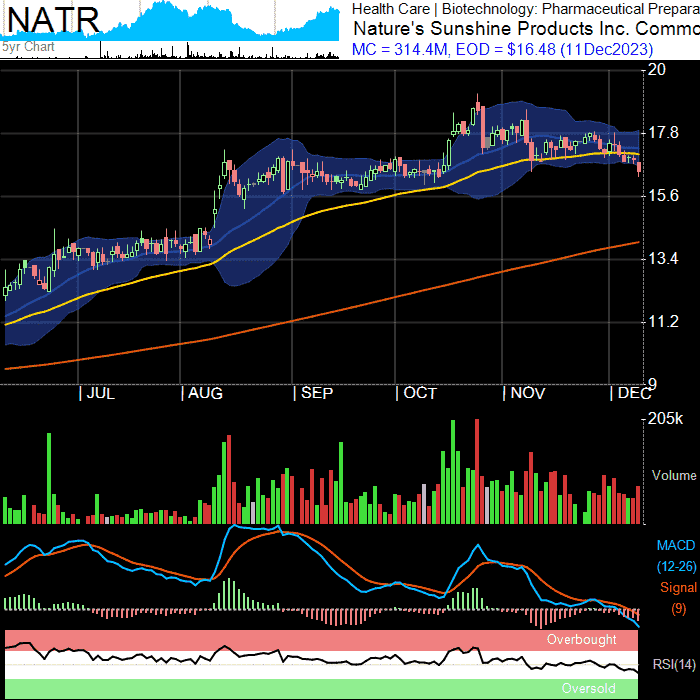 NATR
5yr Chart
Health Care | Biotechnology: Pharmaceutical Prepara
Nature's Sunshine Products Inc. Commo
MC = 314.4M, EOD = $16.48 (11Dec2023)
20
17.8
15.6
13.4
11.2
9
| JUL | AUG | SEP | OCT | NOV | DEC
205k
Volume
MACD
(12-26)
Signal
(9)
Overbought
RSI(14)
Oversold